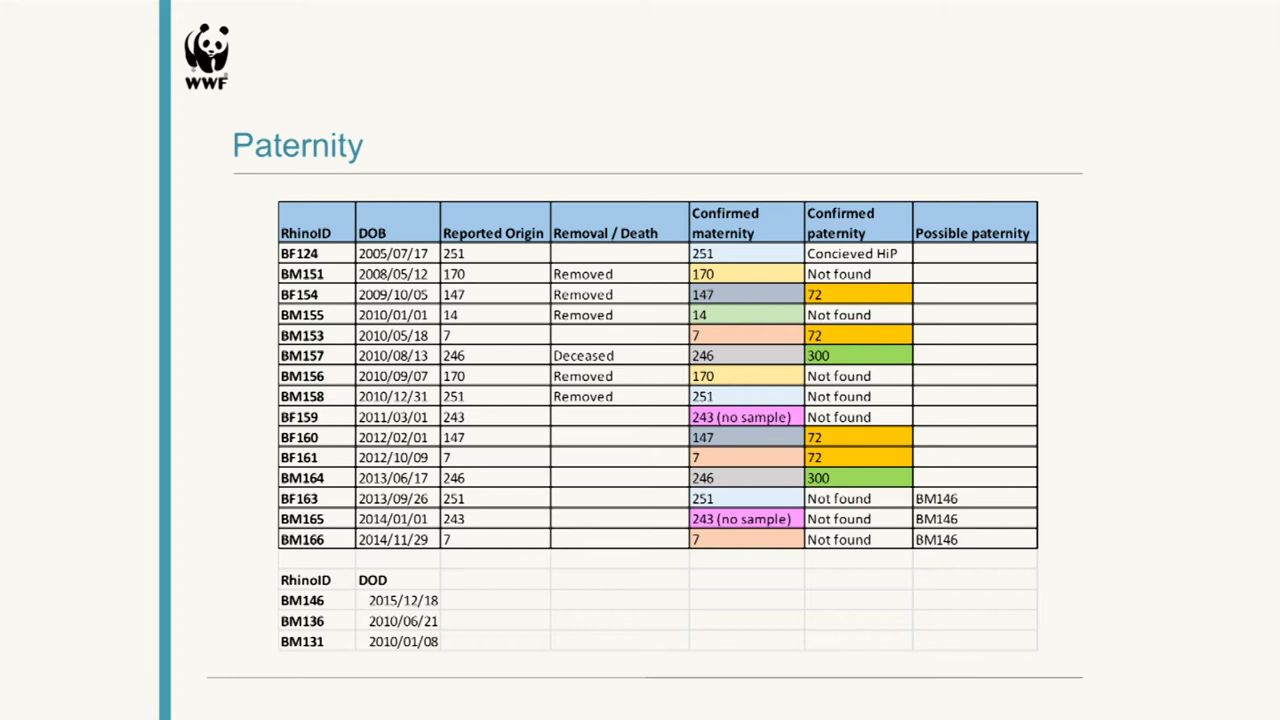 WWF
Paternity
RhinoID DOB Reported Origin Removal / Death Confirmed maternity Confirmed paternity Possible paternity
BF124 2005/07/17 251 251 Concieved HiP
BM151 2008/05/12 170 Removed 170 Not found
BF154 2009/10/05 147 Removed 147 72
BM155 2010/01/01 14 Removed 14 Not found
BM153 2010/05/18 7 7 72
BM157 2010/08/13 246 Deceased 246 300
BM156 2010/09/07 170 Removed 170 Not found
BM158 2010/12/31 251 Removed 251 Not found
BF159 2011/03/01 243 243 (no sample) Not found
BF160 2012/02/01 147 147 72
BF161 2012/10/09 7 7 72
BM164 2013/06/17 246 246 300
BF163 2013/09/26 251 251 Not found BM146
BM165 2014/01/01 243 243 (no sample) Not found BM146
BM166 2014/11/29 7 7 Not found BM146
RhinoID DOD
BM146 2015/12/18
BM136 2010/06/21
BM131 2010/01/08